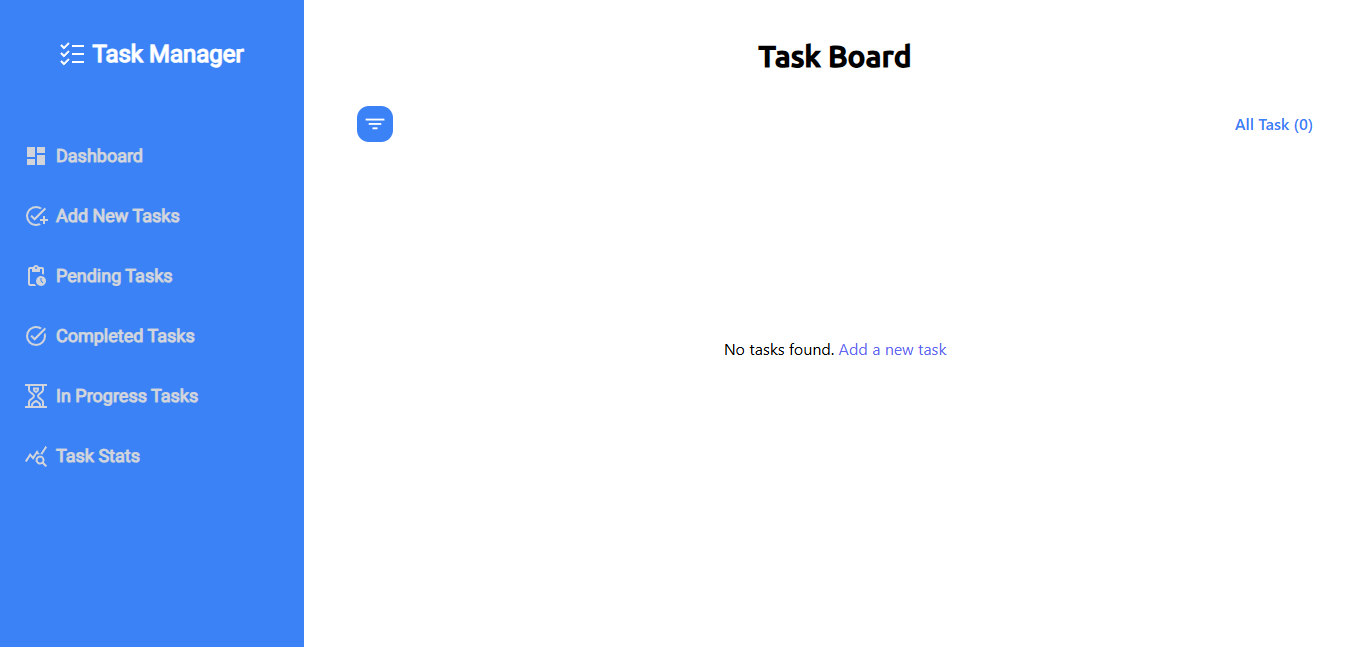 Task Manager
Dashboard
Add New Tasks
Pending Tasks
Completed Tasks
In Progress Tasks
Task Stats
Task Board
All Task (0)
No tasks found. Add a new task